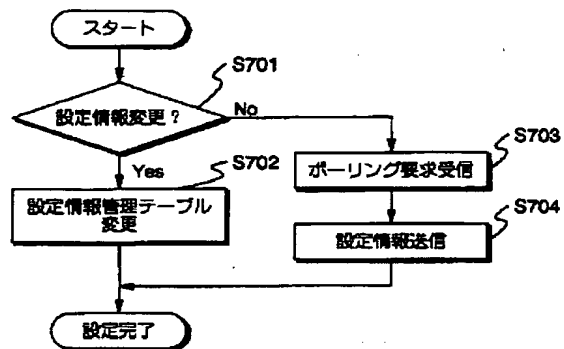 スタート
S701
設定情報変更?
No
Yes
S702
設定情報管理テーブル
変更
S703
ポーリング要求受信
S704
設定情報送信
設定完了